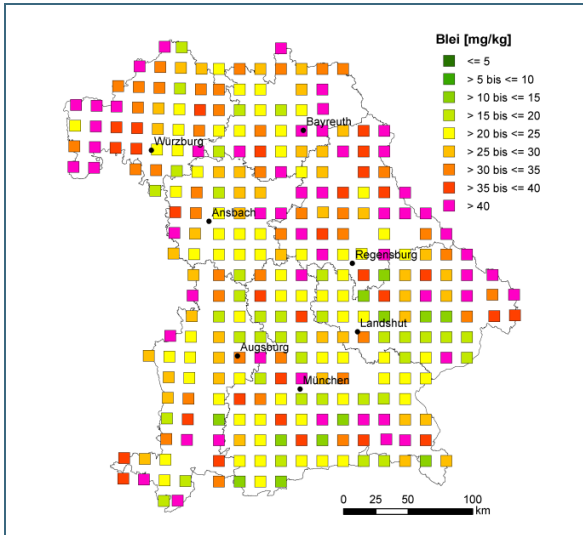 Blei [mg/kg]
<= 5
> 5 bis <= 10
> 10 bis <= 15
> 15 bis <= 20
> 20 bis <= 25
> 25 bis <= 30
> 30 bis <= 35
> 35 bis <= 40
> 40
Bayreuth
Würzburg
Ansbach
Regensburg
Landshut
Augsburg
München
0 25 50 100
km